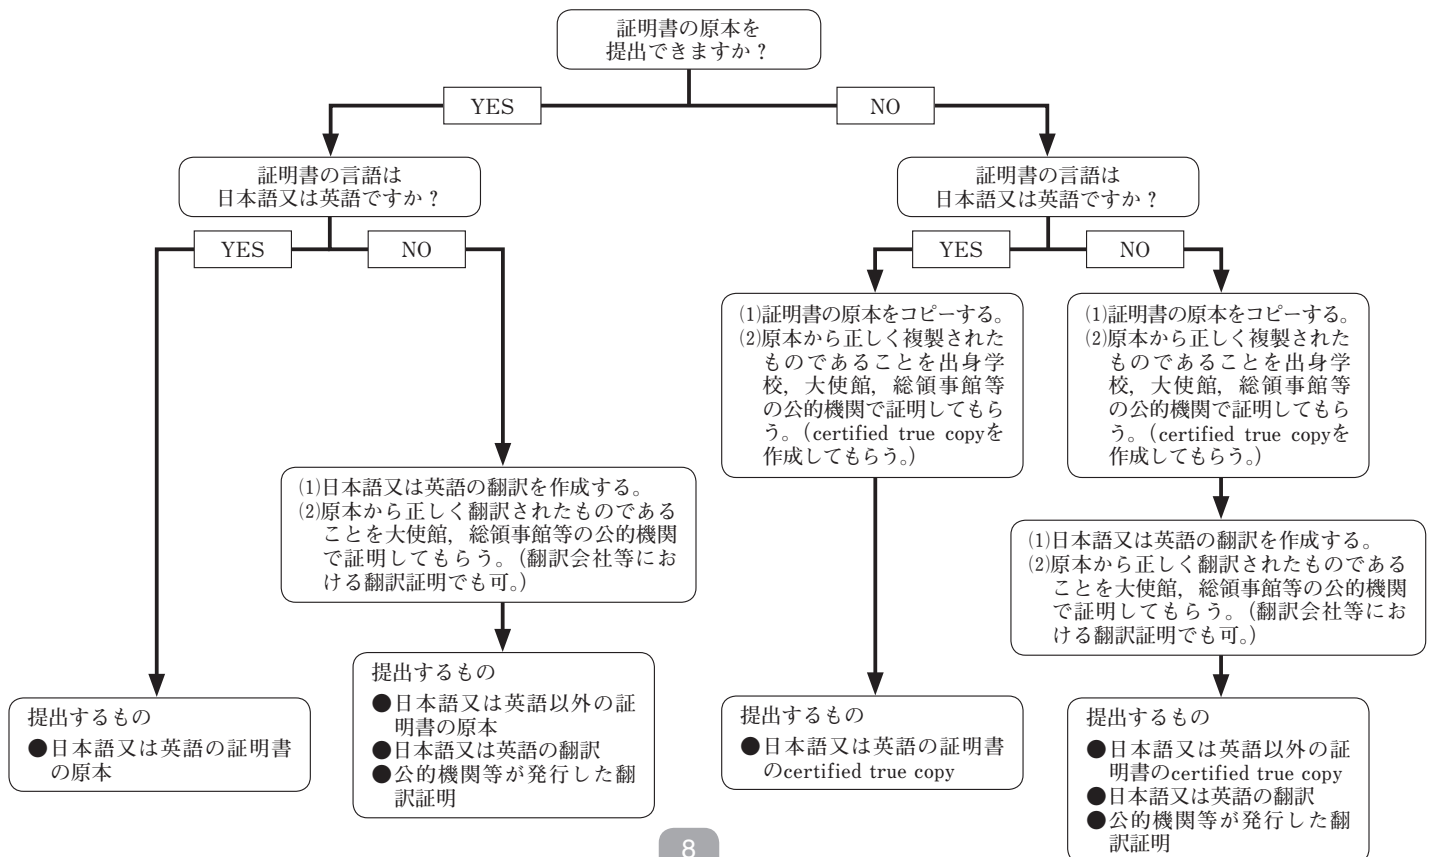 証明書の原本を
提出できますか？
YES
NO
証明書の言語は
日本語又は英語ですか？
証明書の言語は
日本語又は英語ですか？
YES
NO
YES
NO
⑴証明書の原本をコピーする。
⑵原本から正しく複製された
ものであることを出身学
校，大使館，総領事館等
の公的機関で証明してもら
う。（certified true copyを
作成してもらう。）
⑴証明書の原本をコピーする。
⑵原本から正しく複製された
ものであることを出身学
校，大使館，総領事館等
の公的機関で証明してもら
う。（certified true copyを
作成してもらう。）
⑴日本語又は英語の翻訳を作成する。
⑵原本から正しく翻訳されたものである
ことを大使館，総領事館等の公的機関
で証明してもらう。（翻訳会社等にお
ける翻訳証明でも可。）
⑴日本語又は英語の翻訳を作成する。
⑵原本から正しく翻訳されたものである
ことを大使館，総領事館等の公的機関
で証明してもらう。（翻訳会社等にお
ける翻訳証明でも可。）
提出するもの
●日本語又は英語の証明書
の原本
提出するもの
●日本語又は英語以外の証
明書の原本
●日本語又は英語の翻訳
●公的機関等が発行した翻
訳証明
提出するもの
●日本語又は英語の証明書
のcertified true copy
提出するもの
●日本語又は英語以外の証
明書のcertified true copy
●日本語又は英語の翻訳
●公的機関等が発行した翻
訳証明
8